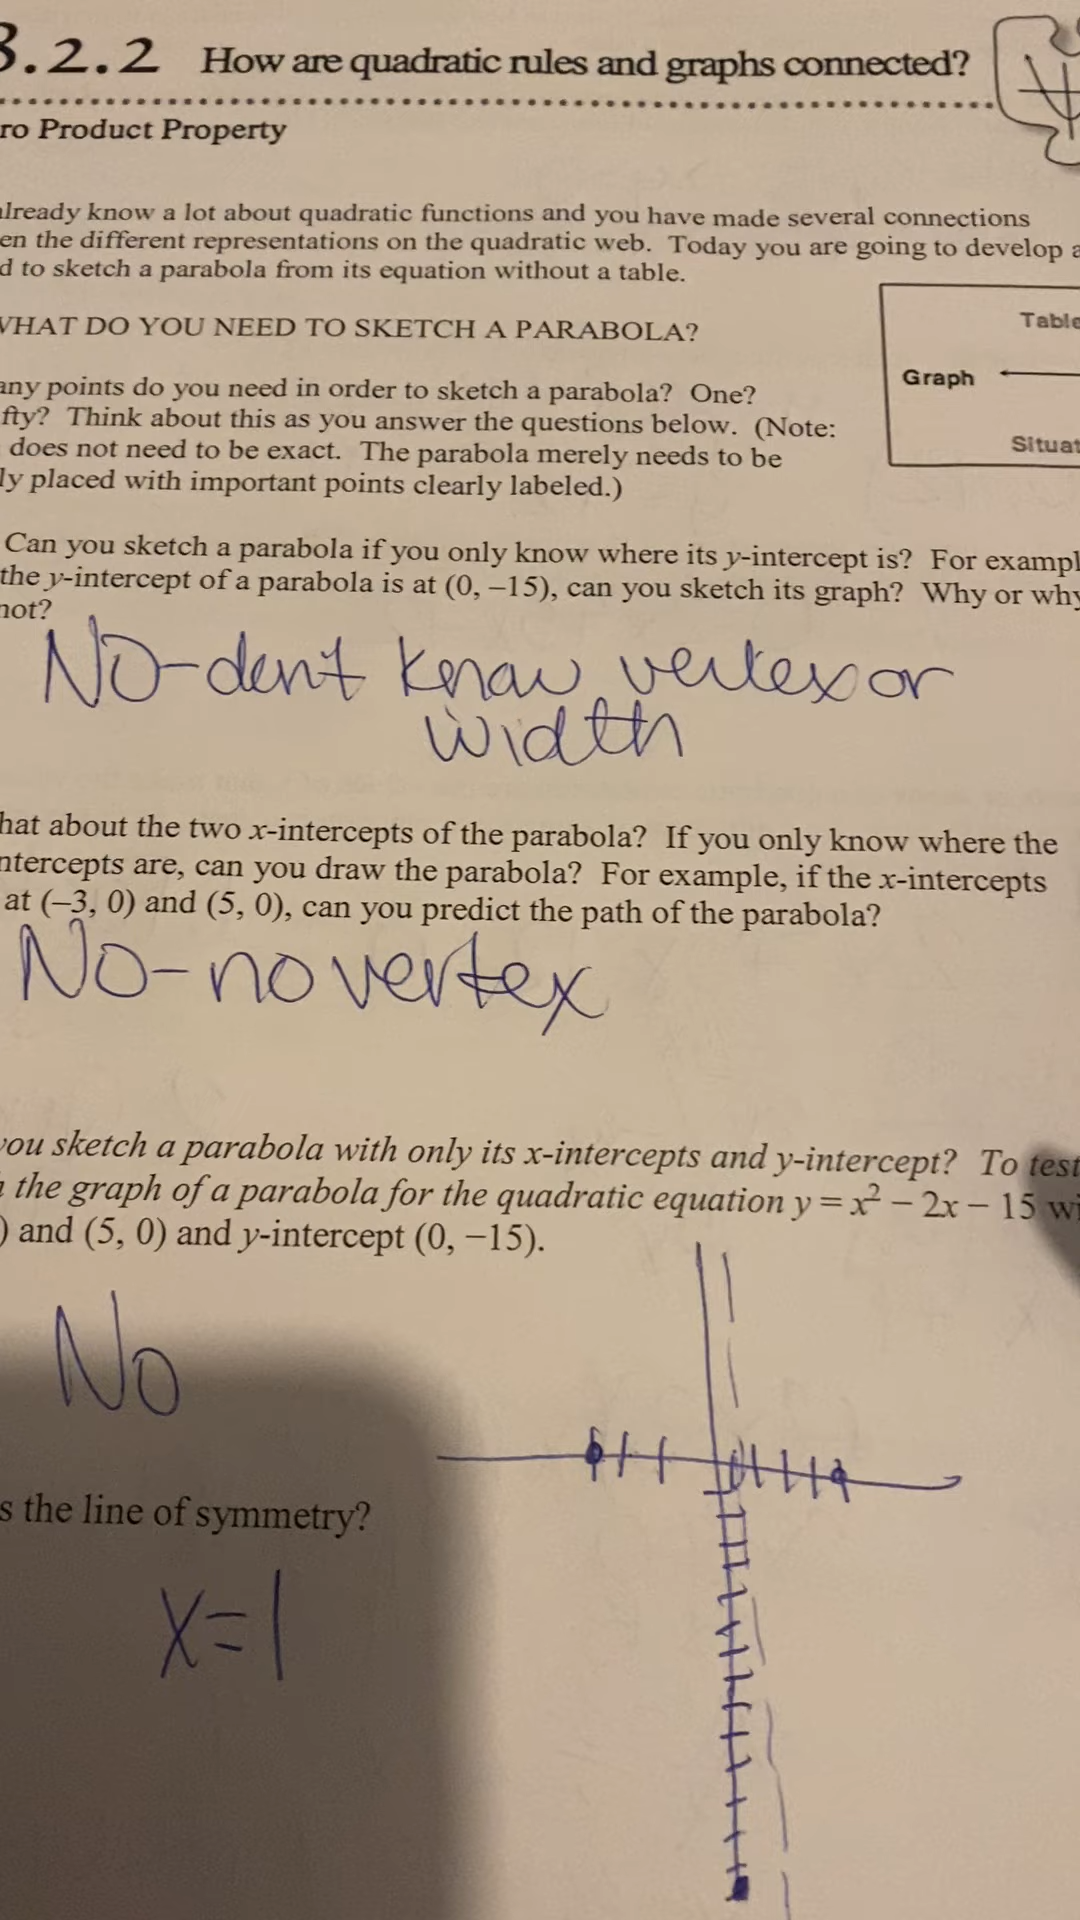 3.2.2 How are quadratic rules and graphs connected?
ro Product Property
already know a lot about quadratic functions and you have made several connections
en the different representations on the quadratic web. Today you are going to develop a
d to sketch a parabola from its equation without a table.
WHAT DO YOU NEED TO SKETCH A PARABOLA?
any points do you need in order to sketch a parabola? One?
fty? Think about this as you answer the questions below. (Note:
does not need to be exact. The parabola merely needs to be
ly placed with important points clearly labeled.)
Table
Graph
Situat
Can you sketch a parabola if you only know where its y-intercept is? For exampl
the y-intercept of a parabola is at (0, –15), can you sketch its graph? Why or why
not?
NO-dont know vertex or
width
hat about the two x-intercepts of the parabola? If you only know where the
ntercepts are, can you draw the parabola? For example, if the x-intercepts
at (–3, 0) and (5, 0), can you predict the path of the parabola?
No-no vertex
you sketch a parabola with only its x-intercepts and y-intercept? To test
the graph of a parabola for the quadratic equation y = x² – 2x – 15 wi
) and (5, 0) and y-intercept (0, –15).
No
s the line of symmetry?
x=1